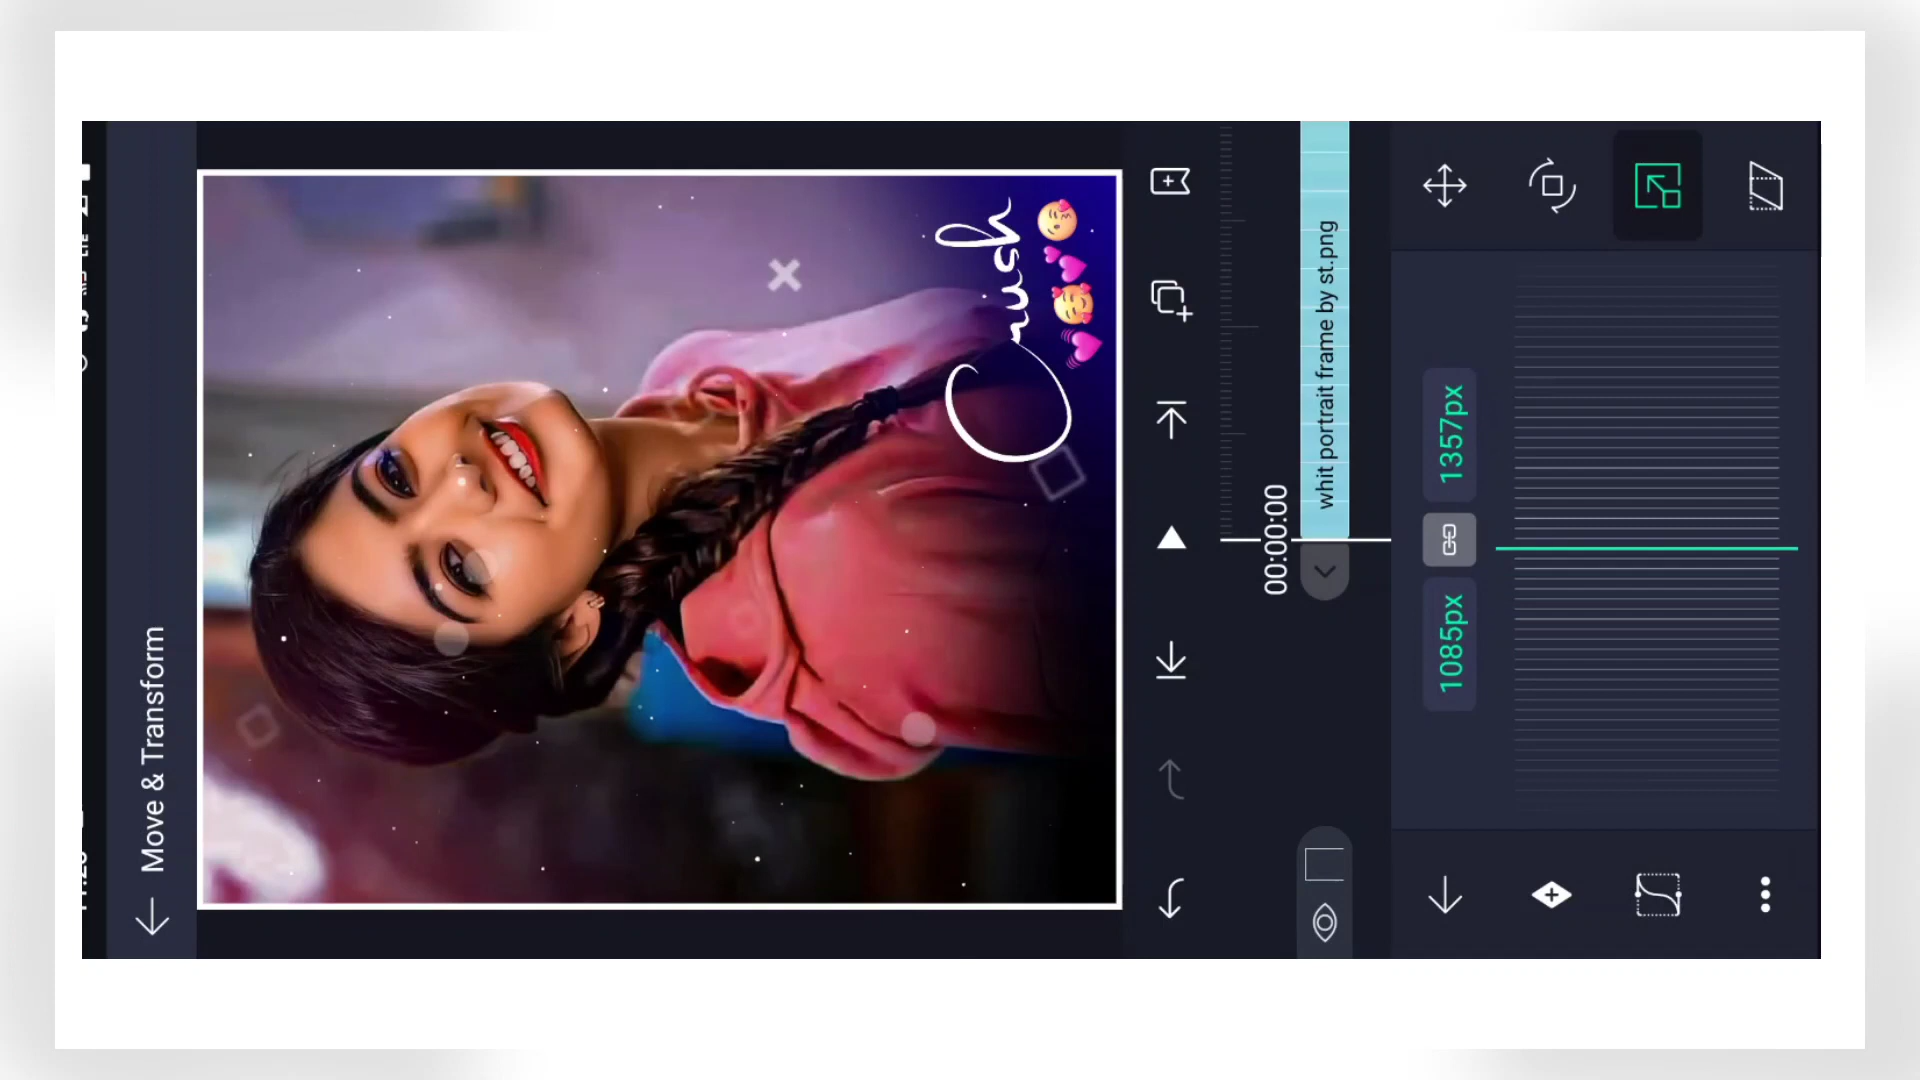 Move & Transform
Crush
00:00:00
whit portrait frame by st.png
1085px
1357px